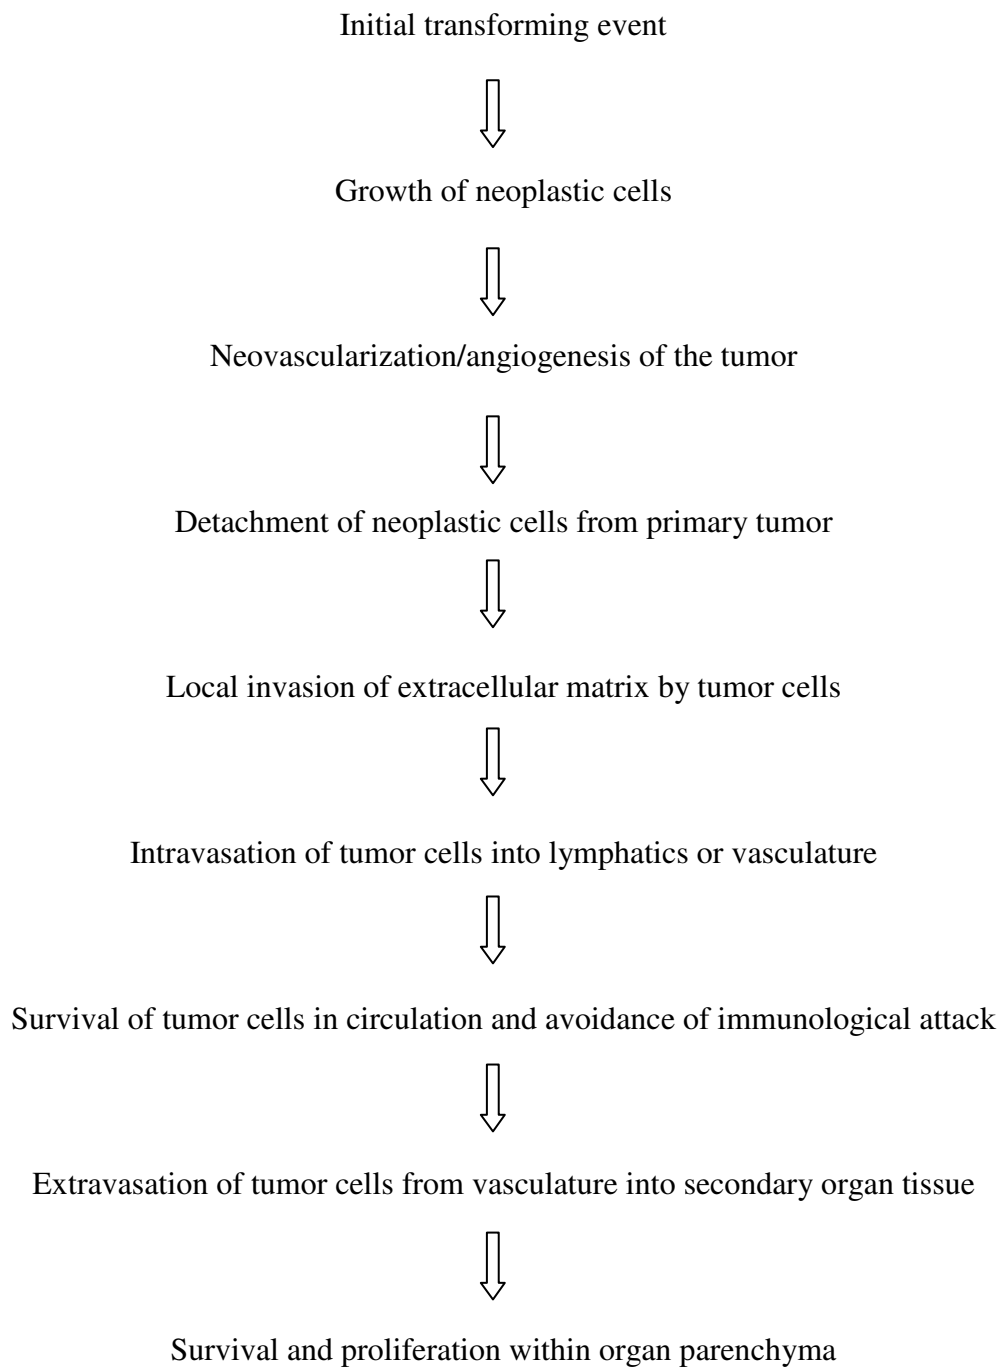 Initial transforming event
Growth of neoplastic cells
Neovascularization/angiogenesis of the tumor
Detachment of neoplastic cells from primary tumor
Local invasion of extracellular matrix by tumor cells
Intravasation of tumor cells into lymphatics or vasculature
Survival of tumor cells in circulation and avoidance of immunological attack
Extravasation of tumor cells from vasculature into secondary organ tissue
Survival and proliferation within organ parenchyma